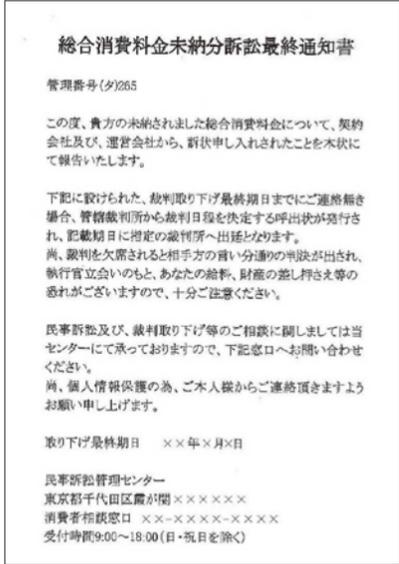 総合消費料金未納分訴訟最終通知書
管理番号(タ)265
この度、貴方の未納されました総合消費料金について、契約
会社及び、運営会社から、訴状申し入れされたことを本状に
て報告いたします。
下記に設けられた、裁判取り下げ最終期日までにご連絡無き
場合、管轄裁判所から裁判日程を決定する呼出状が発行さ
れ、記載期日に指定の裁判所へ出廷となります。
尚、裁判を欠席されると相手方の言い分通りの判決が出され、
執行官立会いのもと、あなたの給料、財産の差し押さえ等の
恐れがございますので、十分ご注意ください。
民事訴訟及び、裁判取り下げ等のご相談に関しましては当
センターにて承っておりますので、下記窓口へお問い合わせ
ください。
尚、個人情報保護の為、ご本人様からご連絡頂きますよう
お願い申し上げます。
取り下げ最終期日　××年×月×日
民事訴訟管理センター
東京都千代田区霞が関××××××
消費者相談窓口 ××-××××-××××
受付時間9:00~18:00(日・祝日を除く)